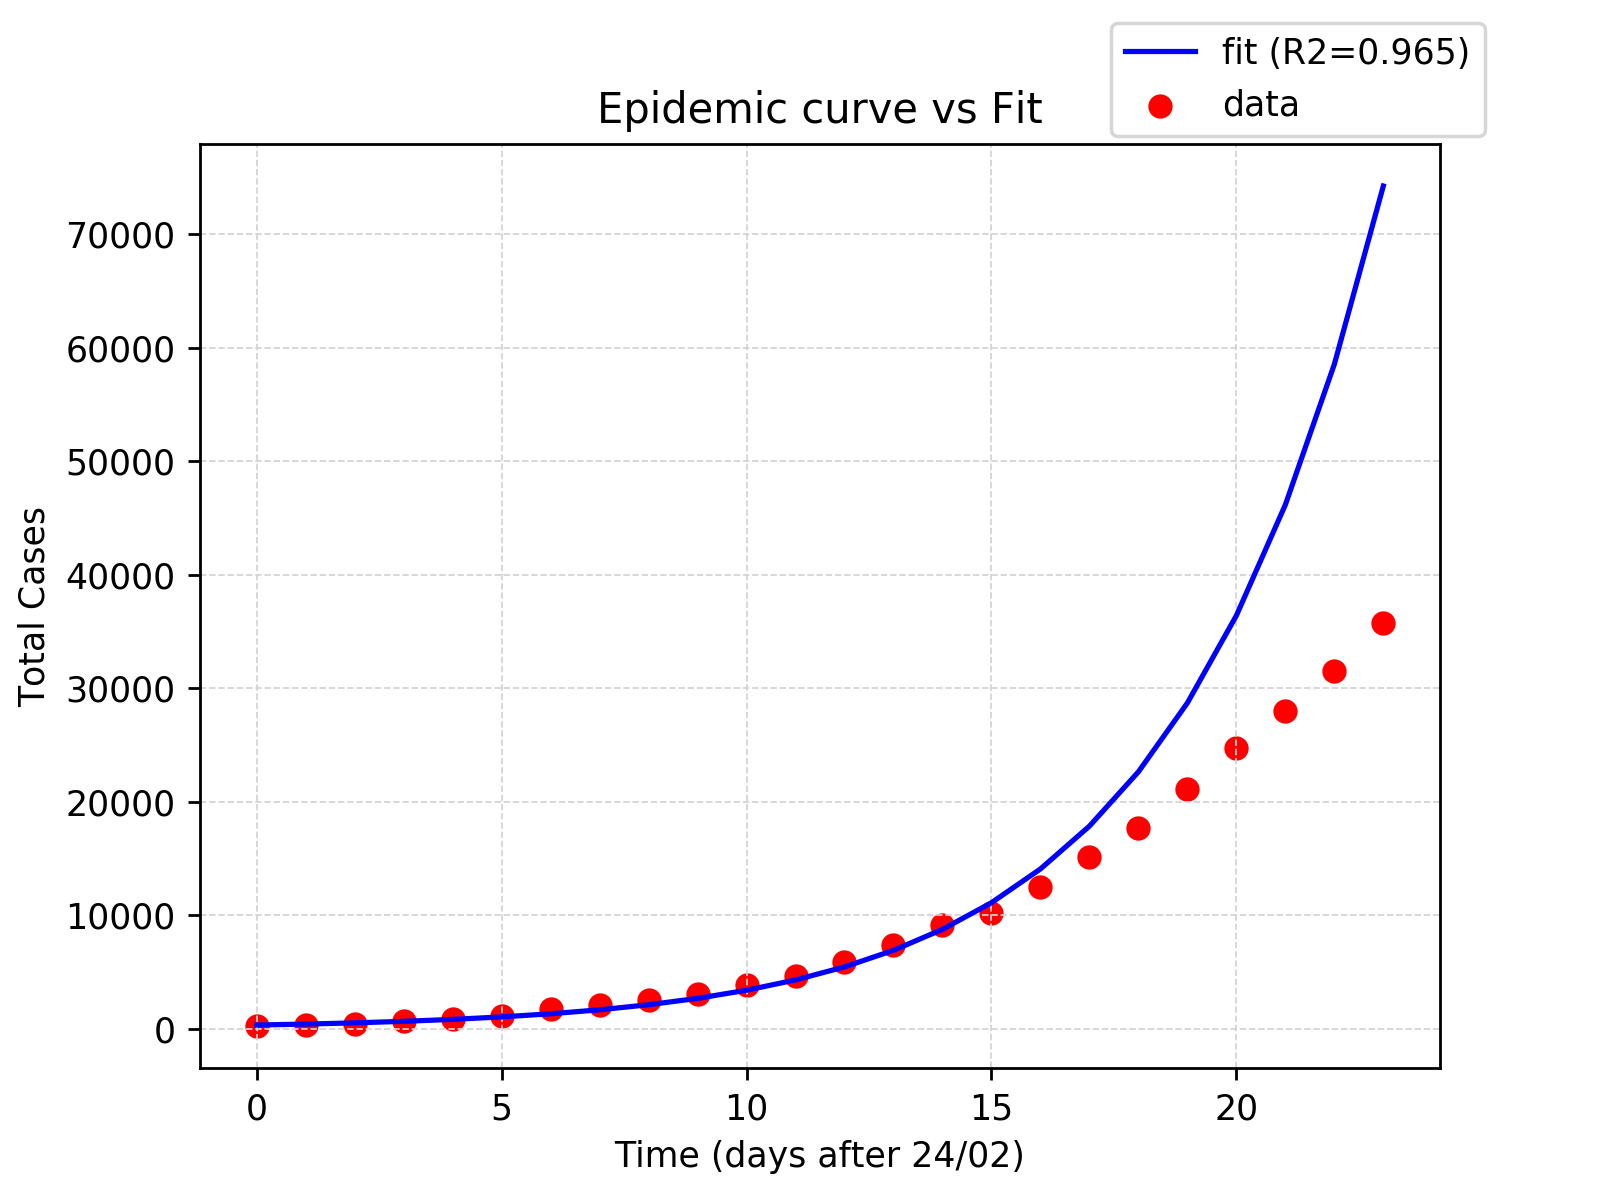 fit (R2=0.965)
data
Epidemic curve vs Fit
70000
60000
50000
40000
30000
20000
10000
0
Total Cases
0 5 10 15 20
Time (days after 24/02)